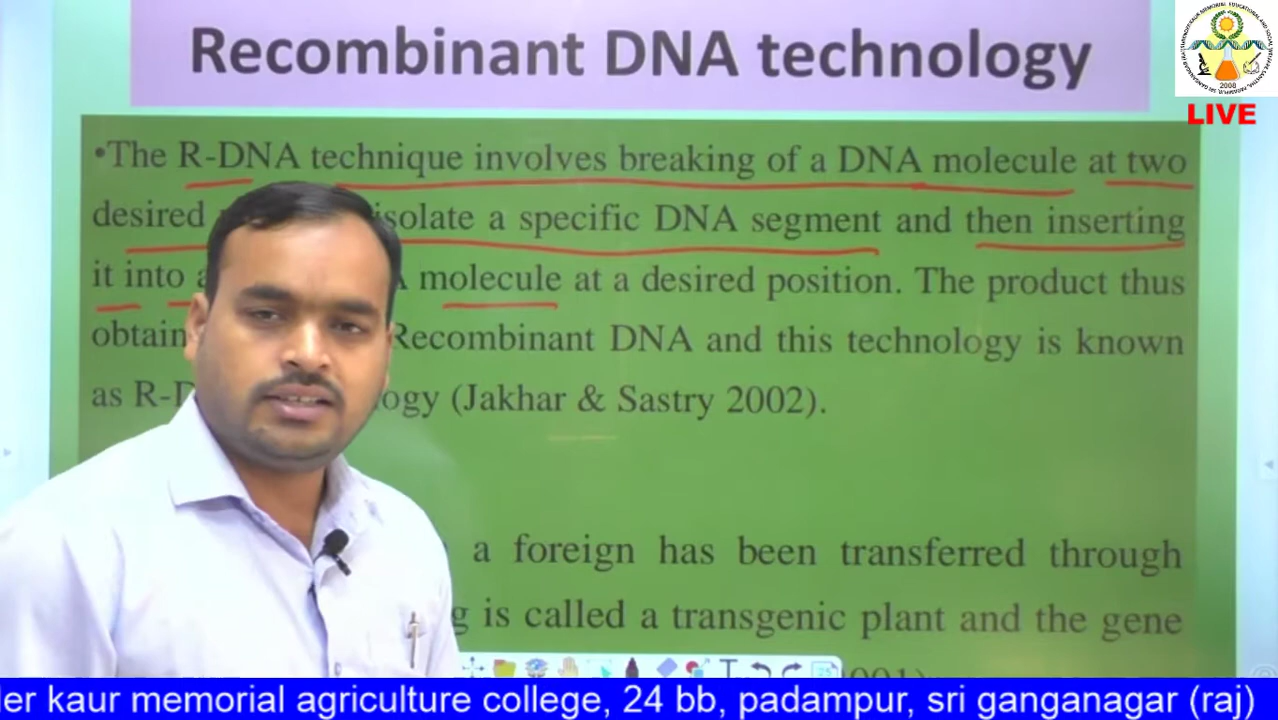 Recombinant DNA technology
LIVE
•The R-DNA technique involves breaking of a DNA molecule at two
desired isolate a specific DNA segment and then inserting
it into a molecule at a desired position. The product thus
obtain Recombinant DNA and this technology is known
as R-D ogy (Jakhar & Sastry 2002).
a foreign has been transferred through
g is called a transgenic plant and the gene
2008
kaur memorial agriculture college, 24 bb, padampur, sri ganganagar (raj)